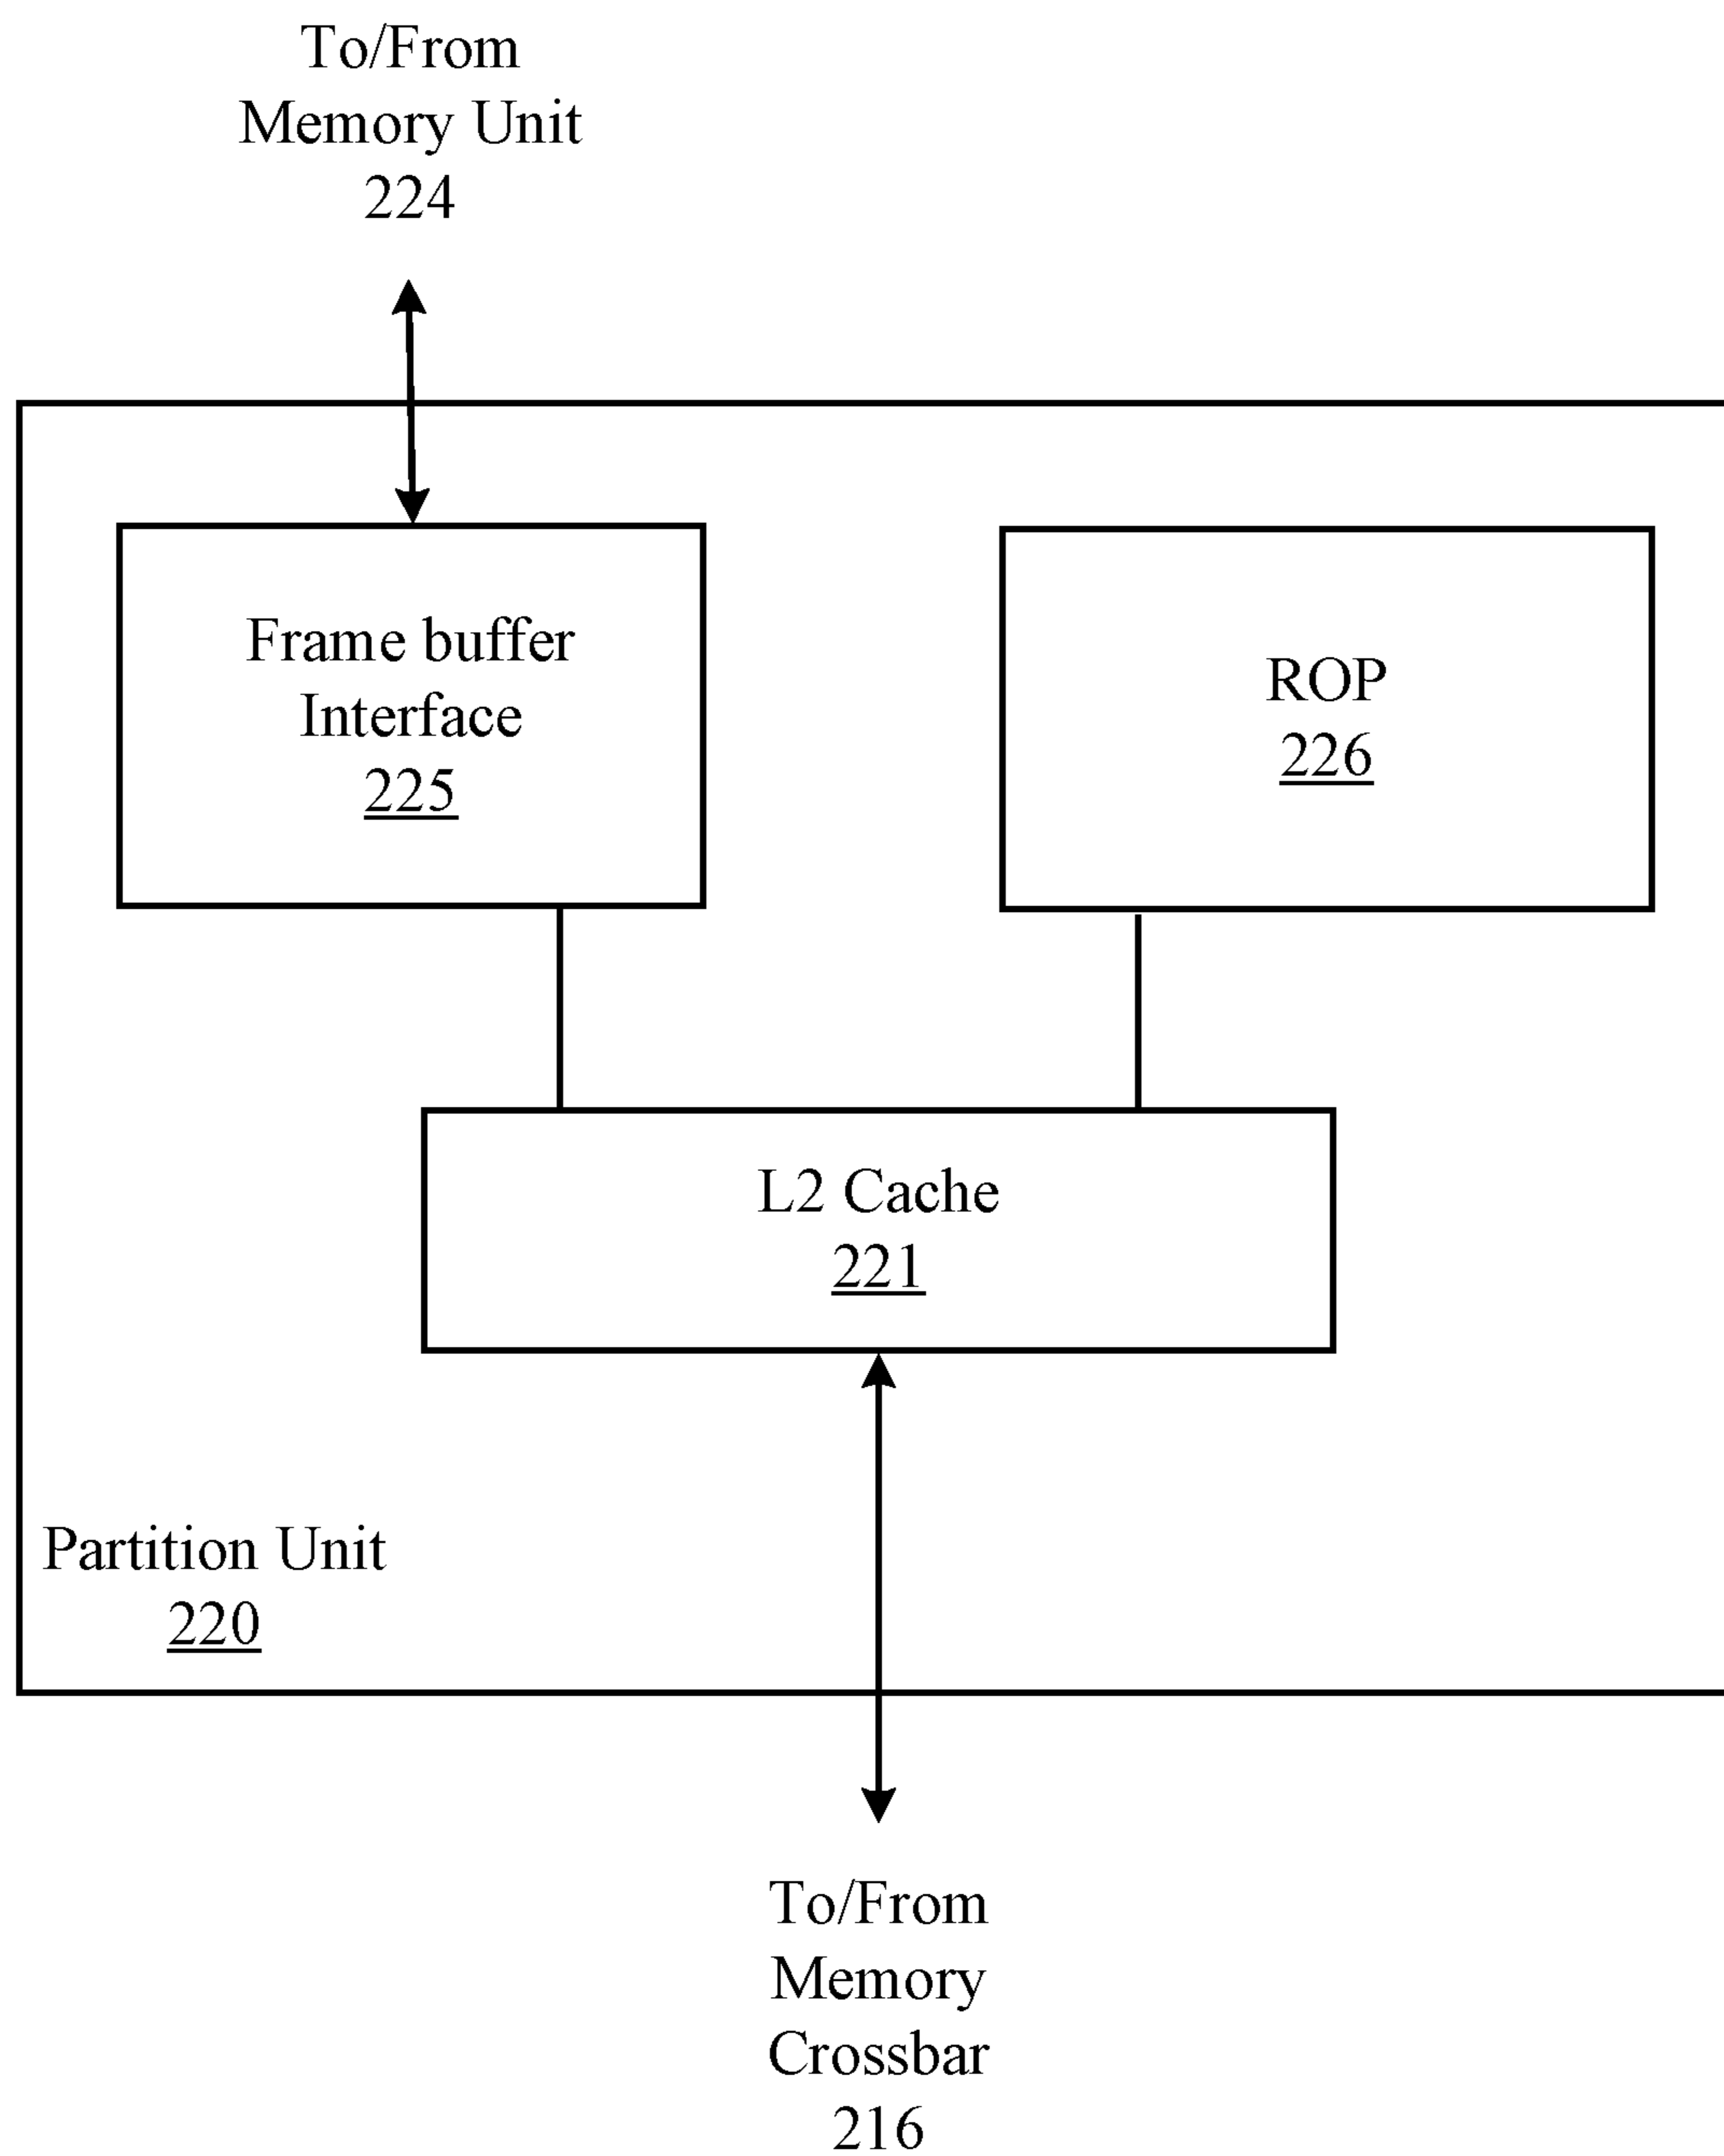 To/From
Memory Unit
224
Frame buffer
Interface
225
ROP
226
L2 Cache
221
Partition Unit
220
To/From
Memory
Crossbar
216